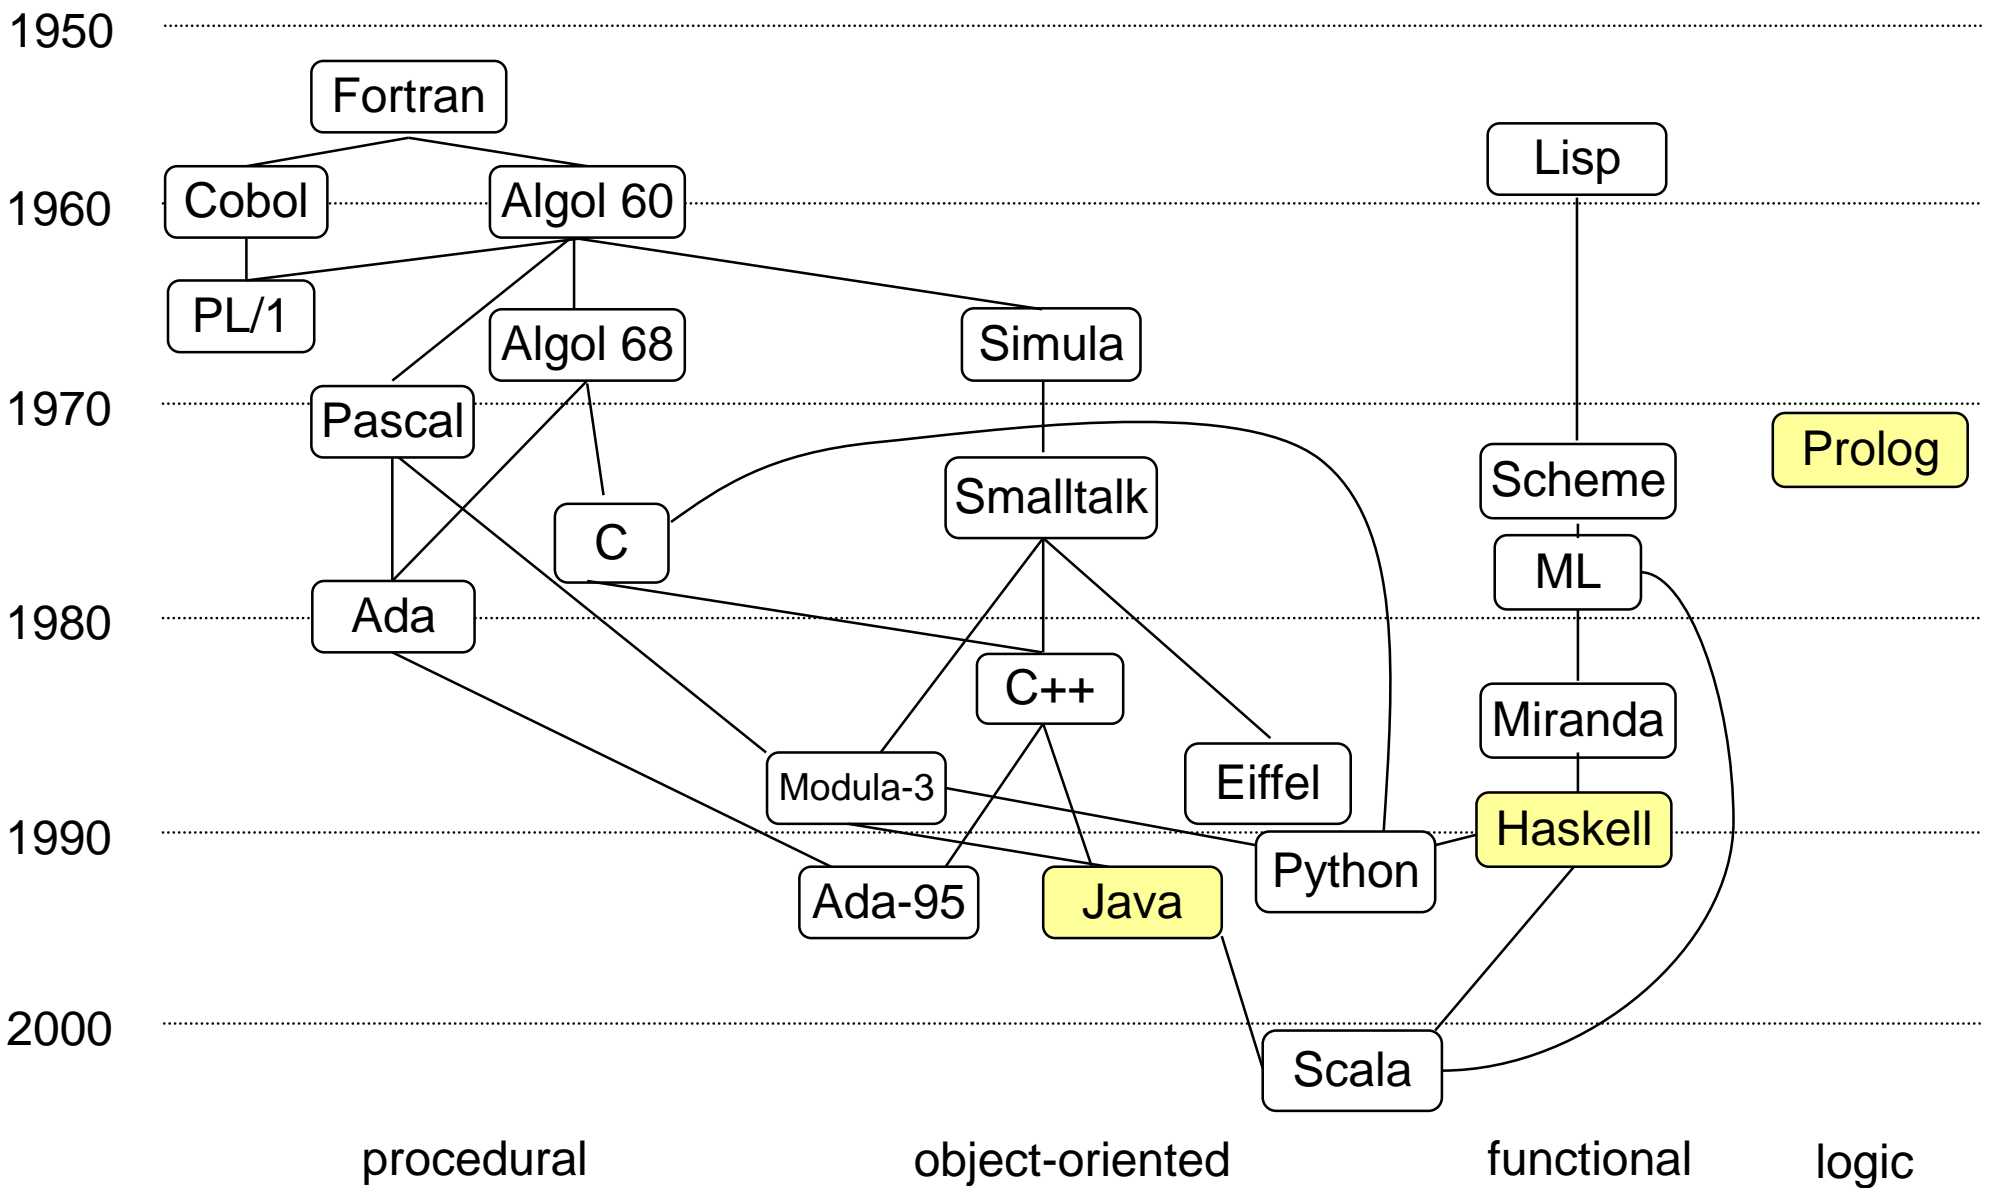 1950
Fortran
Lisp
Cobol
Algol 60
1960
PL/1
Algol 68
Simula
1970
Pascal
Prolog
Scheme
Smalltalk
C
ML
1980
Ada
C++
Miranda
Modula-3
Eiffel
1990
Haskell
Python
Ada-95
Java
2000
Scala
procedural
object-oriented
functional
logic